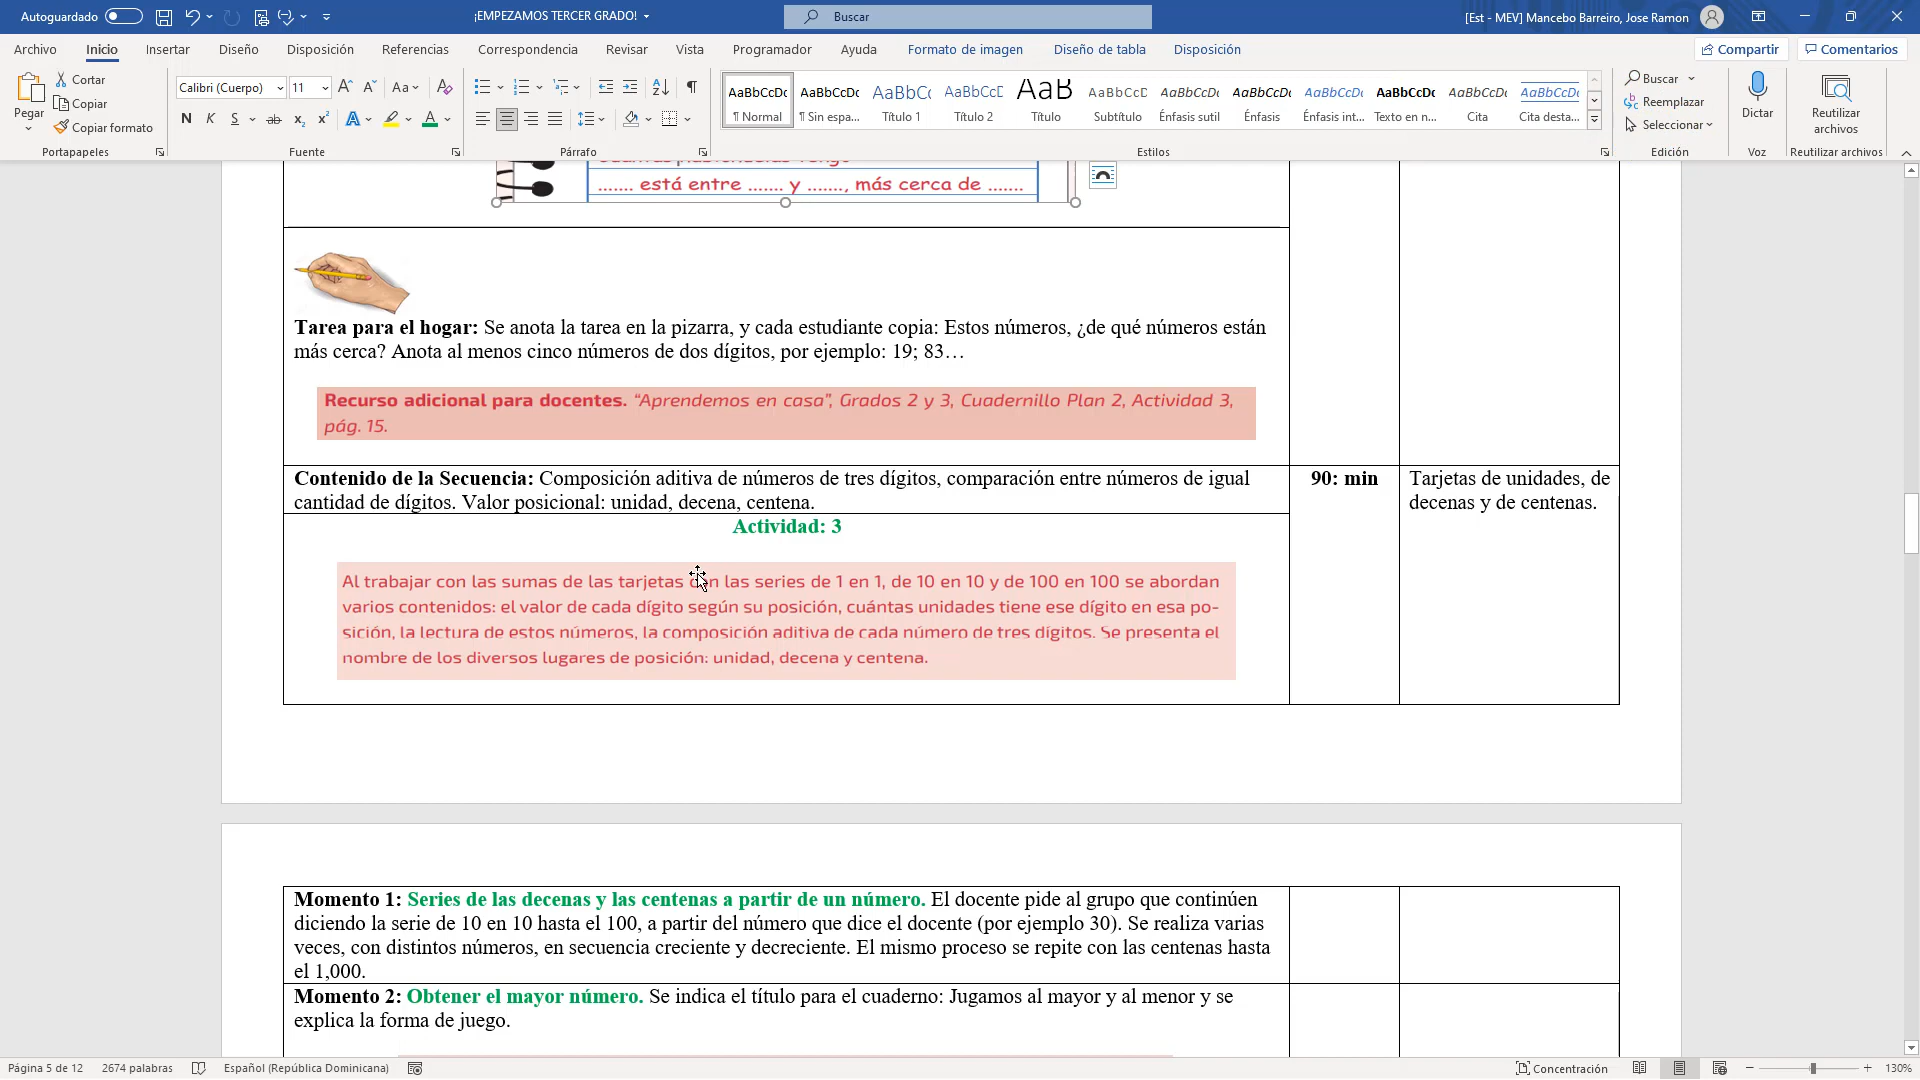 Autoguardado
¡EMPEZAMOS TERCER GRADO!
Buscar
[Est - MEV] Mancebo Barreiro, Jose Ramon
Archivo Inicio Insertar Diseño Disposición Referencias Correspondencia Revisar Vista Programador Ayuda Formato de imagen Diseño de tabla Disposición
Compartir Comentarios
Pegar
Cortar
Copiar
Copiar formato
Portapapeles
Calibri (Cuerpo) 11
Aa
N K S ab x₂ x²
Fuente
Párrafo
AaBbCcDc
¶ Normal
AaBbCcDc
¶ Sin espa...
AaBbCc
Título 1
AaBbCcE
Título 2
AaB
Título
AaBbCcD
Subtítulo
AaBbCcDc
Énfasis sutil
AaBbCcDc
Énfasis
AaBbCcDc
Énfasis int...
AaBbCcDc
Texto en n...
AaBbCcDc
Cita
AaBbCcDc
Cita desta...
Estilos
Buscar
Reemplazar
Seleccionar
Edición
Dictar
Voz
Reutilizar
archivos
Reutilizar archivos
....... está entre ....... y ......., más cerca de .......
Tarea para el hogar: Se anota la tarea en la pizarra, y cada estudiante copia: Estos números, ¿de qué números están
más cerca? Anota al menos cinco números de dos dígitos, por ejemplo: 19; 83…
Recurso adicional para docentes. “Aprendemos en casa”, Grados 2 y 3, Cuadernillo Plan 2, Actividad 3,
pág. 15.
Contenido de la Secuencia: Composición aditiva de números de tres dígitos, comparación entre números de igual
cantidad de dígitos. Valor posicional: unidad, decena, centena.
90: min
Tarjetas de unidades, de
decenas y de centenas.
Actividad: 3
Al trabajar con las sumas de las tarjetas con las series de 1 en 1, de 10 en 10 y de 100 en 100 se abordan
varios contenidos: el valor de cada dígito según su posición, cuántas unidades tiene ese dígito en esa po-
sición, la lectura de estos números, la composición aditiva de cada número de tres dígitos. Se presenta el
nombre de los diversos lugares de posición: unidad, decena y centena.
Momento 1: Series de las decenas y las centenas a partir de un número. El docente pide al grupo que continúen
diciendo la serie de 10 en 10 hasta el 100, a partir del número que dice el docente (por ejemplo 30). Se realiza varias
veces, con distintos números, en secuencia creciente y decreciente. El mismo proceso se repite con las centenas hasta
el 1,000.
Momento 2: Obtener el mayor número. Se indica el título para el cuaderno: Jugamos al mayor y al menor y se
explica la forma de juego.
Página 5 de 12 2674 palabras Español (República Dominicana)
Concentración
130%